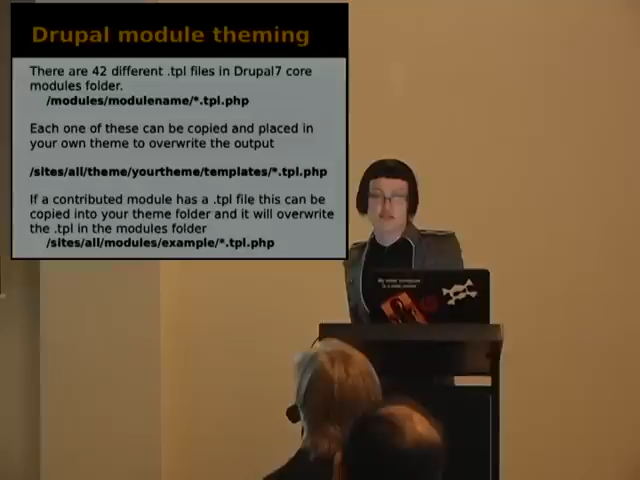 Drupal module theming
There are 42 different .tpl files in Drupal7 core
modules folder.
/modules/modulename/*.tpl.php
Each one of these can be copied and placed in
your own theme to overwrite the output
/sites/all/theme/yourtheme/templates/*.tpl.php
If a contributed module has a .tpl file this can be
copied into your theme folder and it will overwrite
the .tpl in the modules folder
/sites/all/modules/example/*.tpl.php